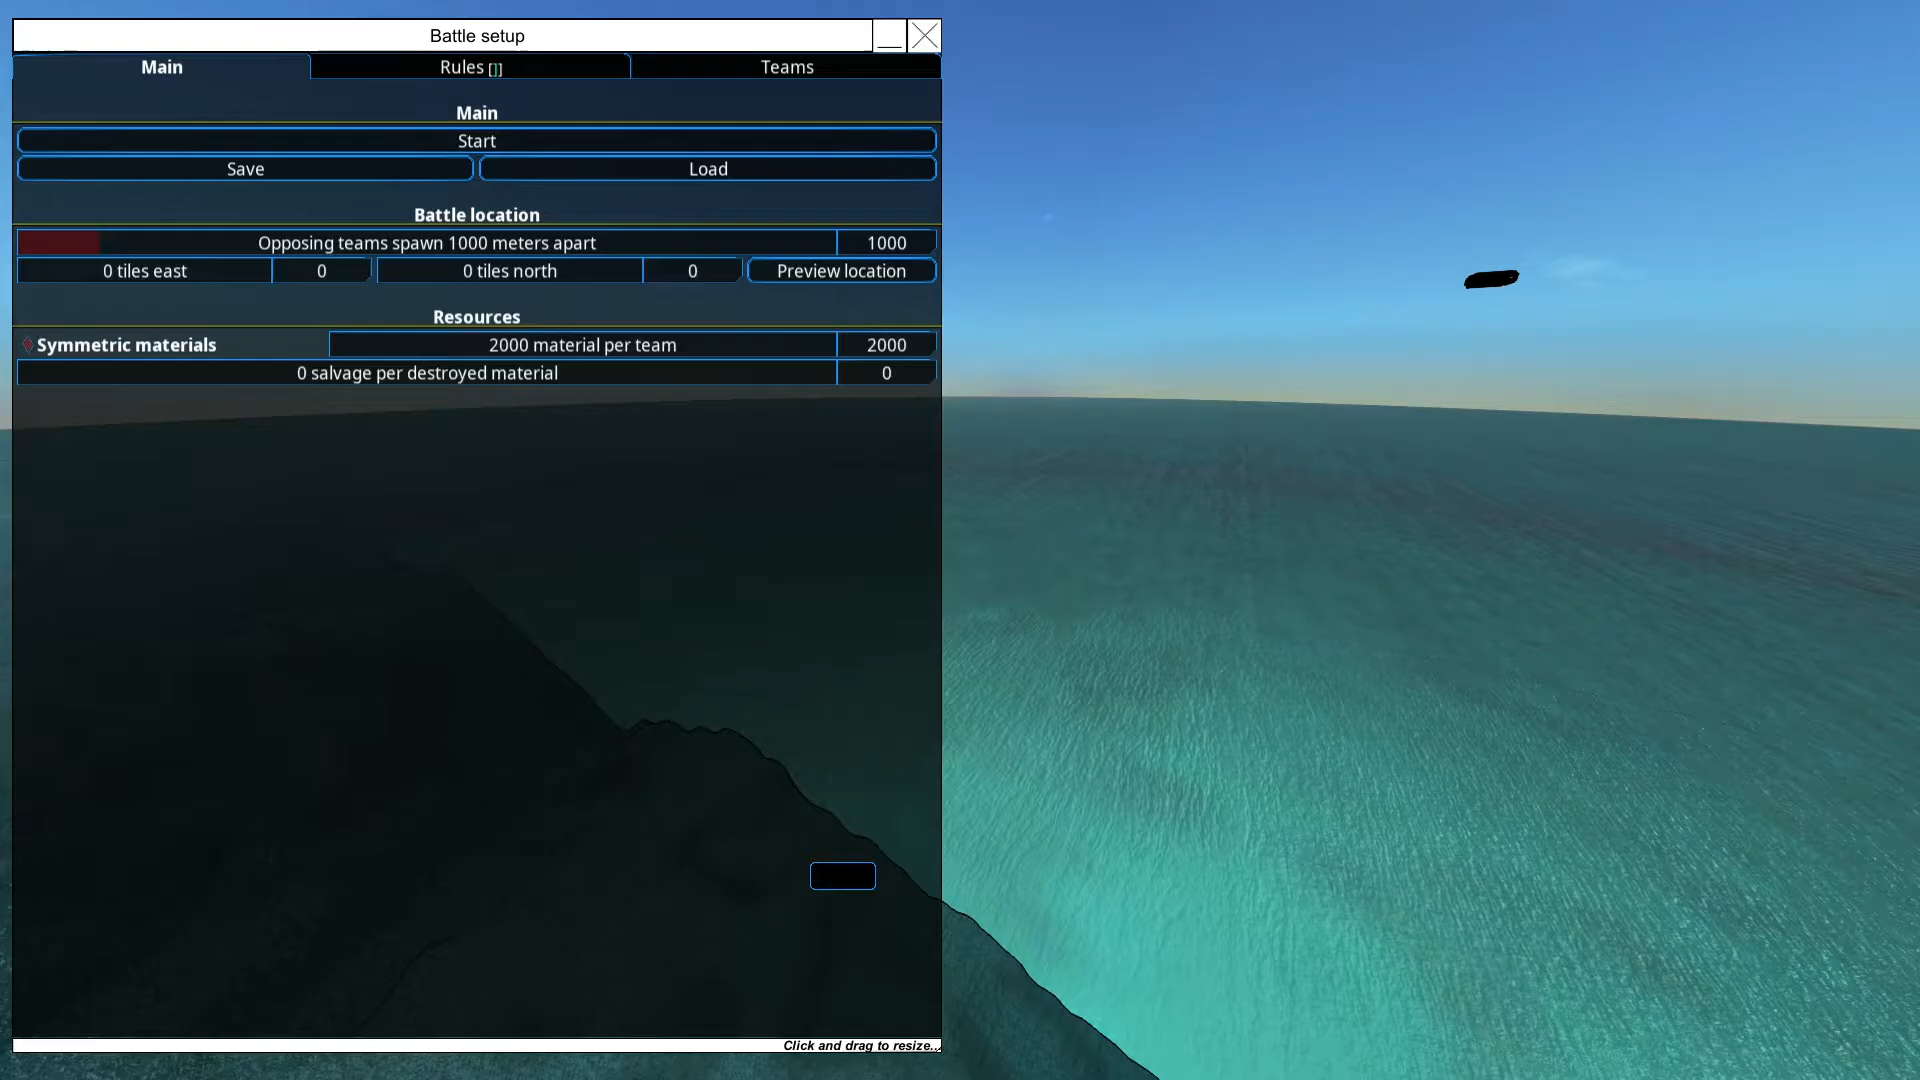 Battle setup
Main
Rules []
Teams
Main
Start
Save
Load
Battle location
Opposing teams spawn 1000 meters apart
1000
0 tiles east
0
0 tiles north
0
Preview location
Resources
Symmetric materials
2000 material per team
2000
0 salvage per destroyed material
0
Click and drag to resize...